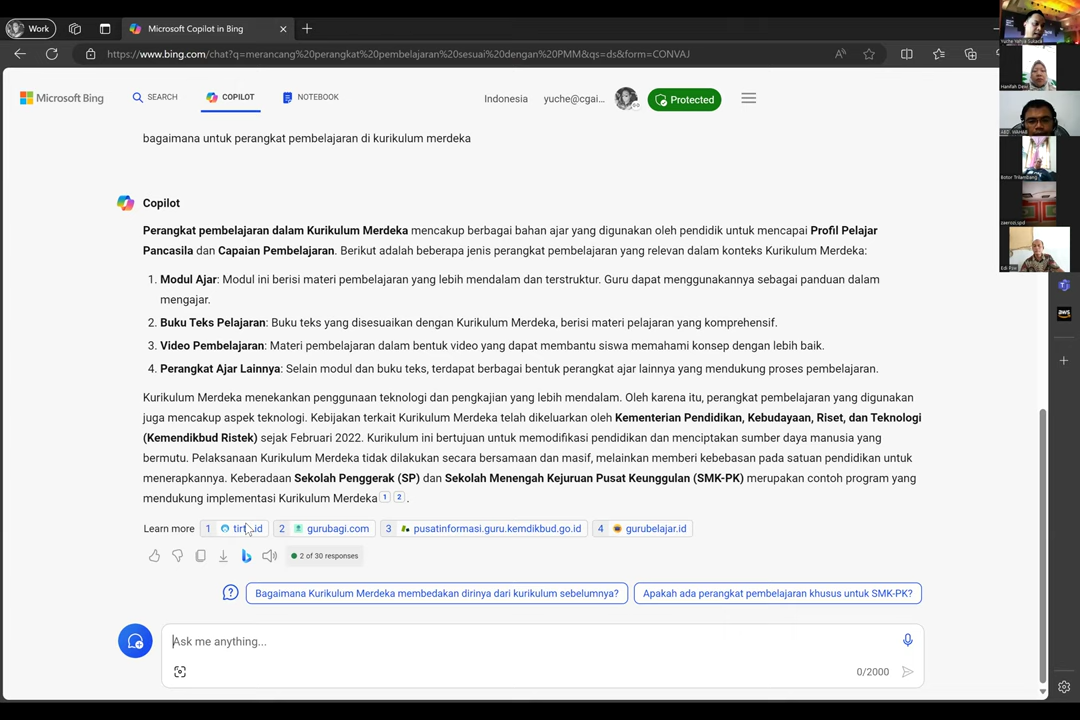 Work
Microsoft Copilot in Bing
https://www.bing.com/chat?q=merancang%20perangkat%20pembelajaran%20sesuai%20dengan%20PMM&qs=ds&form=CONVAJ
Microsoft Bing
SEARCH
COPILOT
NOTEBOOK
Indonesia
yuche@cgai...
Protected
bagaimana untuk perangkat pembelajaran di kurikulum merdeka
Copilot
Perangkat pembelajaran dalam Kurikulum Merdeka mencakup berbagai bahan ajar yang digunakan oleh pendidik untuk mencapai Profil Pelajar
Pancasila dan Capaian Pembelajaran. Berikut adalah beberapa jenis perangkat pembelajaran yang relevan dalam konteks Kurikulum Merdeka:
1. Modul Ajar: Modul ini berisi materi pembelajaran yang lebih mendalam dan terstruktur. Guru dapat menggunakannya sebagai panduan dalam
mengajar.
2. Buku Teks Pelajaran: Buku teks yang disesuaikan dengan Kurikulum Merdeka, berisi materi pelajaran yang komprehensif.
3. Video Pembelajaran: Materi pembelajaran dalam bentuk video yang dapat membantu siswa memahami konsep dengan lebih baik.
4. Perangkat Ajar Lainnya: Selain modul dan buku teks, terdapat berbagai bentuk perangkat ajar lainnya yang mendukung proses pembelajaran.
Kurikulum Merdeka menekankan penggunaan teknologi dan pengkajian yang lebih mendalam. Oleh karena itu, perangkat pembelajaran yang digunakan
juga mencakup aspek teknologi. Kebijakan terkait Kurikulum Merdeka telah dikeluarkan oleh Kementerian Pendidikan, Kebudayaan, Riset, dan Teknologi
(Kemendikbud Ristek) sejak Februari 2022. Kurikulum ini bertujuan untuk memodifikasi pendidikan dan menciptakan sumber daya manusia yang
bermutu. Pelaksanaan Kurikulum Merdeka tidak dilakukan secara bersamaan dan masif, melainkan memberi kebebasan pada satuan pendidikan untuk
menerapkannya. Keberadaan Sekolah Penggerak (SP) dan Sekolah Menengah Kejuruan Pusat Keunggulan (SMK-PK) merupakan contoh program yang
mendukung implementasi Kurikulum Merdeka 1 2 .
Learn more
1 tirto.id
2 gurubagi.com
3 pusatinformasi.guru.kemdikbud.go.id
4 gurubelajar.id
2 of 30 responses
Bagaimana Kurikulum Merdeka membedakan dirinya dari kurikulum sebelumnya?
Apakah ada perangkat pembelajaran khusus untuk SMK-PK?
Ask me anything...
0/2000
aws